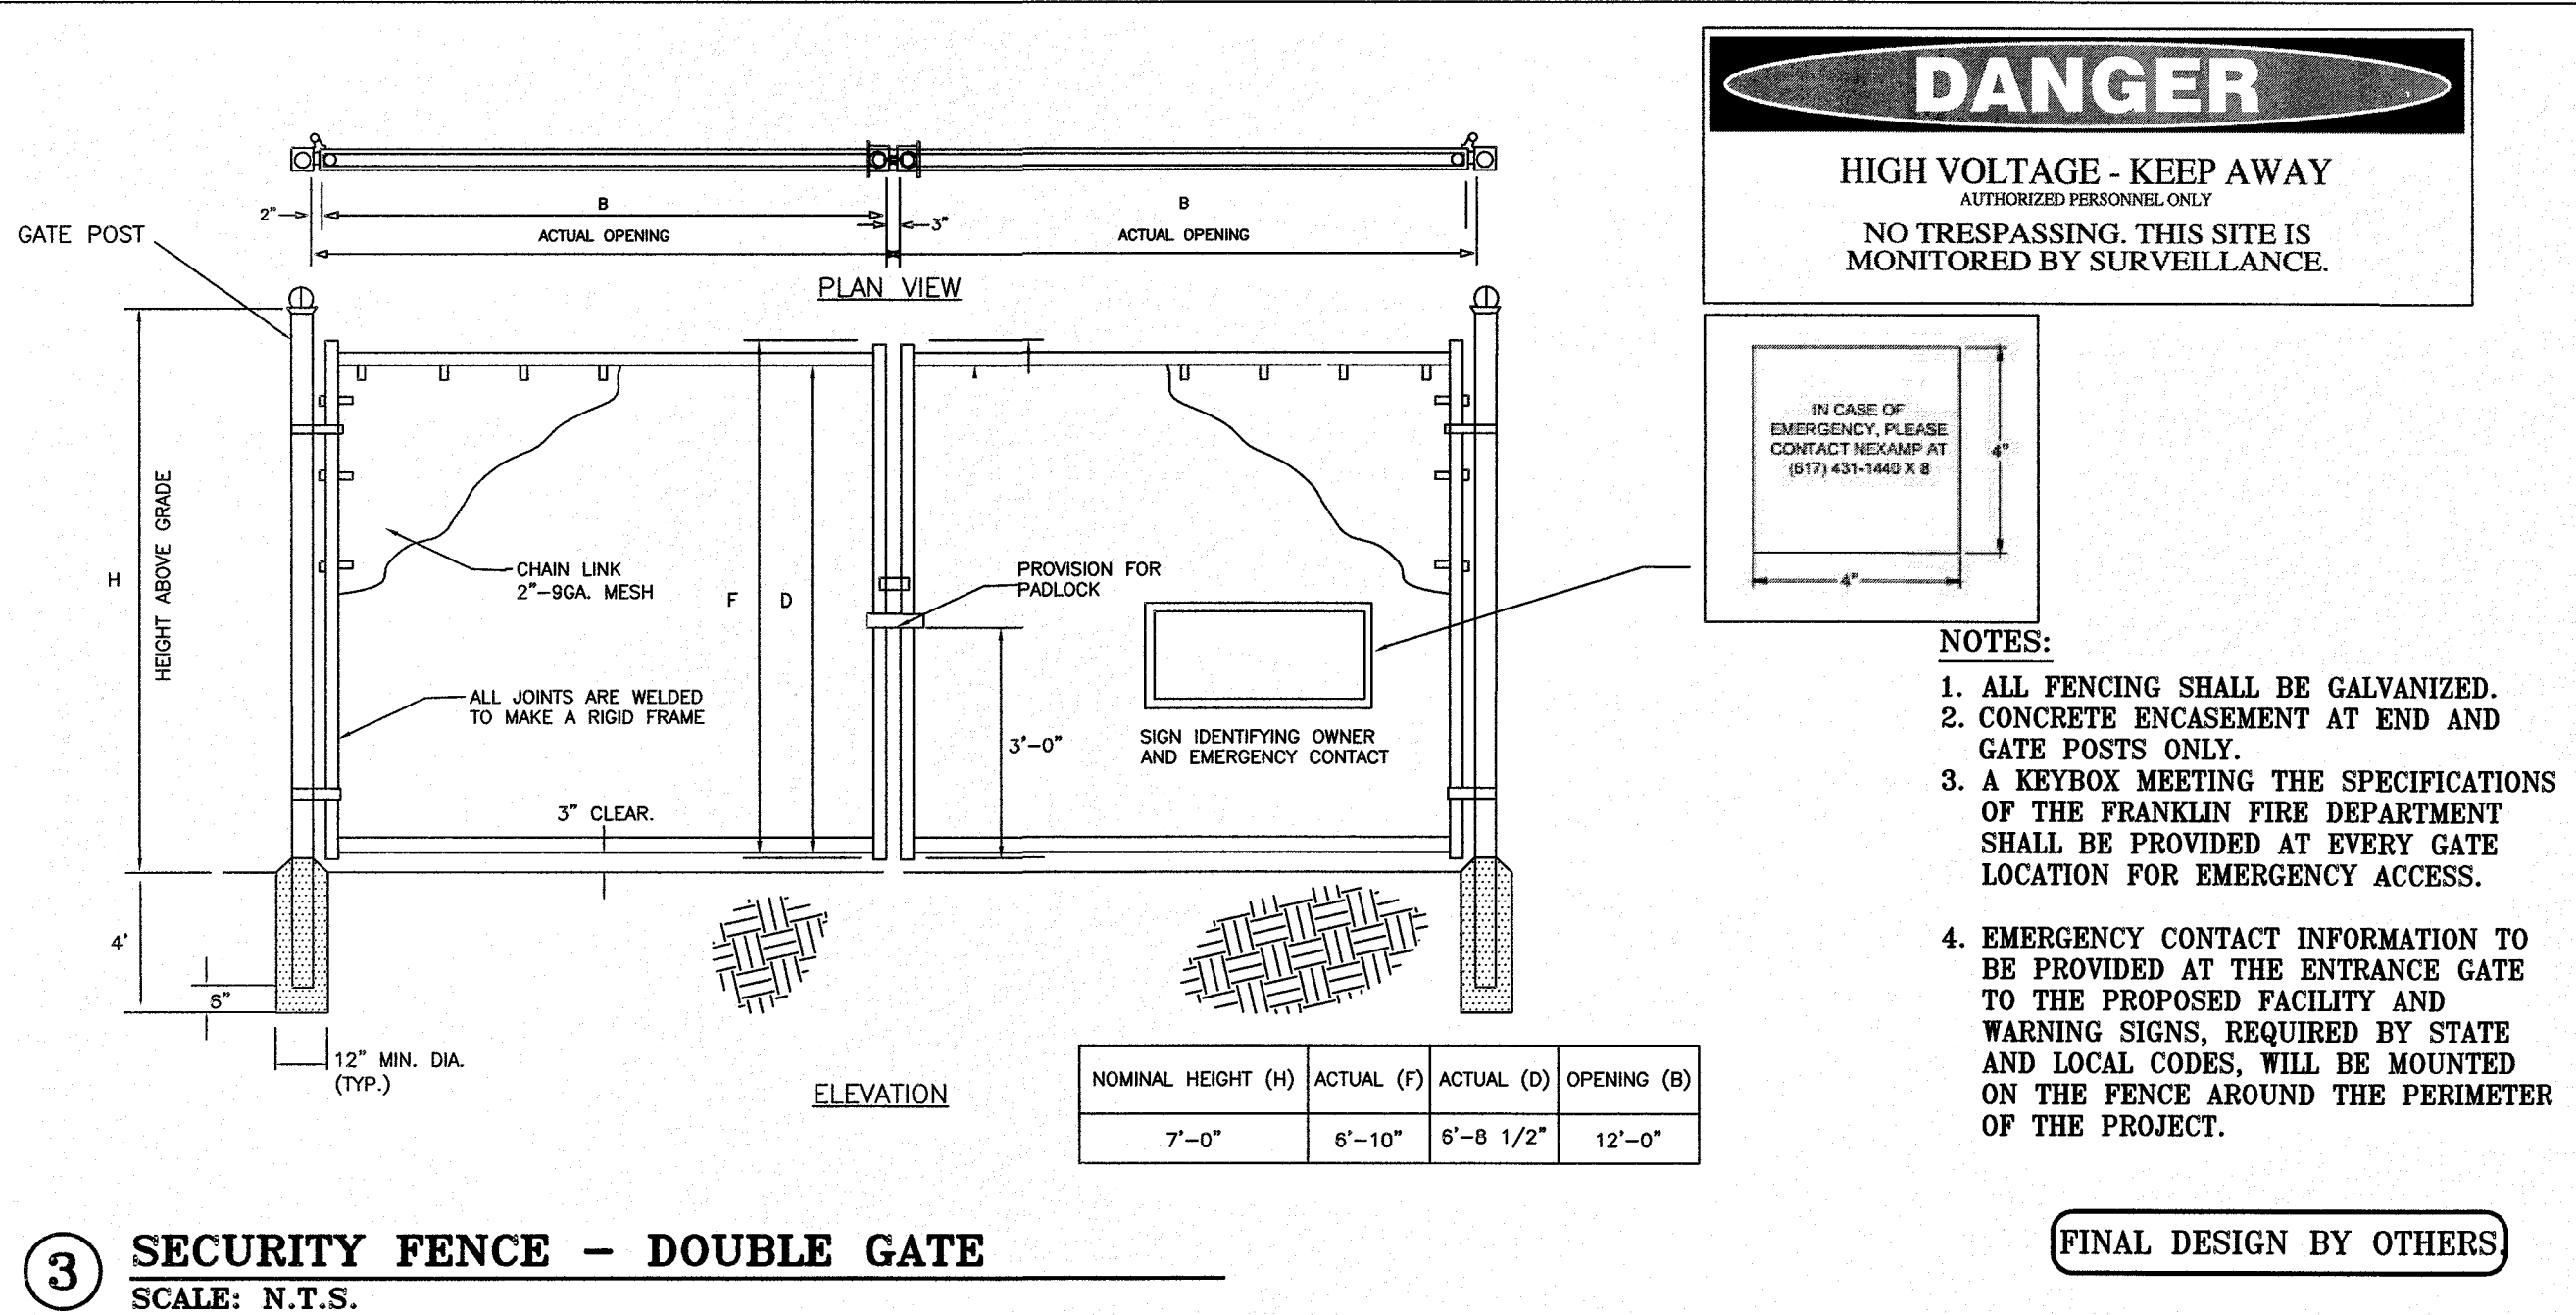 DANGER
HIGH VOLTAGE - KEEP AWAY
AUTHORIZED PERSONNEL ONLY
NO TRESPASSING. THIS SITE IS
MONITORED BY SURVEILLANCE.
2"
B
B
3"
ACTUAL OPENING
ACTUAL OPENING
GATE POST
PLAN VIEW
IN CASE OF
EMERGENCY, PLEASE
CONTACT NEXAMP AT
(617) 431-1440 X 8
4"
4"
H
HEIGHT ABOVE GRADE
CHAIN LINK
2"-9GA. MESH
F
D
PROVISION FOR
PADLOCK
ALL JOINTS ARE WELDED
TO MAKE A RIGID FRAME
3'-0"
SIGN IDENTIFYING OWNER
AND EMERGENCY CONTACT
3" CLEAR.
4'
6"
12" MIN. DIA.
(TYP.)
ELEVATION
NOMINAL HEIGHT (H) ACTUAL (F) ACTUAL (D) OPENING (B)
7'-0" 6'-10" 6'-8 1/2" 12'-0"
NOTES:
1. ALL FENCING SHALL BE GALVANIZED.
2. CONCRETE ENCASEMENT AT END AND
GATE POSTS ONLY.
3. A KEYBOX MEETING THE SPECIFICATIONS
OF THE FRANKLIN FIRE DEPARTMENT
SHALL BE PROVIDED AT EVERY GATE
LOCATION FOR EMERGENCY ACCESS.
4. EMERGENCY CONTACT INFORMATION TO
BE PROVIDED AT THE ENTRANCE GATE
TO THE PROPOSED FACILITY AND
WARNING SIGNS, REQUIRED BY STATE
AND LOCAL CODES, WILL BE MOUNTED
ON THE FENCE AROUND THE PERIMETER
OF THE PROJECT.
3 SECURITY FENCE - DOUBLE GATE
SCALE: N.T.S.
FINAL DESIGN BY OTHERS.